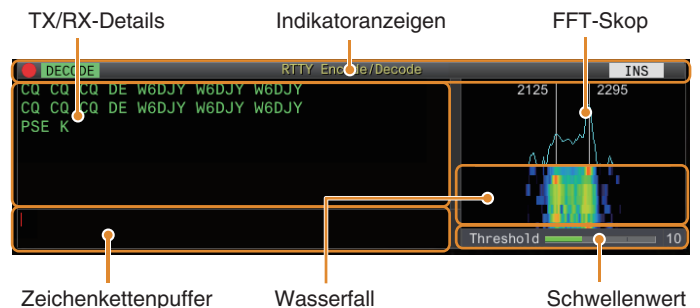 TX/RX-Details Indikatoranzeigen FFT-Skop
DECODE RTTY Encode/Decode INS
CQ CQ CQ DE W6DJY W6DJY W6DJY
CQ CQ CQ DE W6DJY W6DJY W6DJY
PSE K
2125 2295
Threshold 10
Zeichenkettenpuffer Wasserfall Schwellenwert